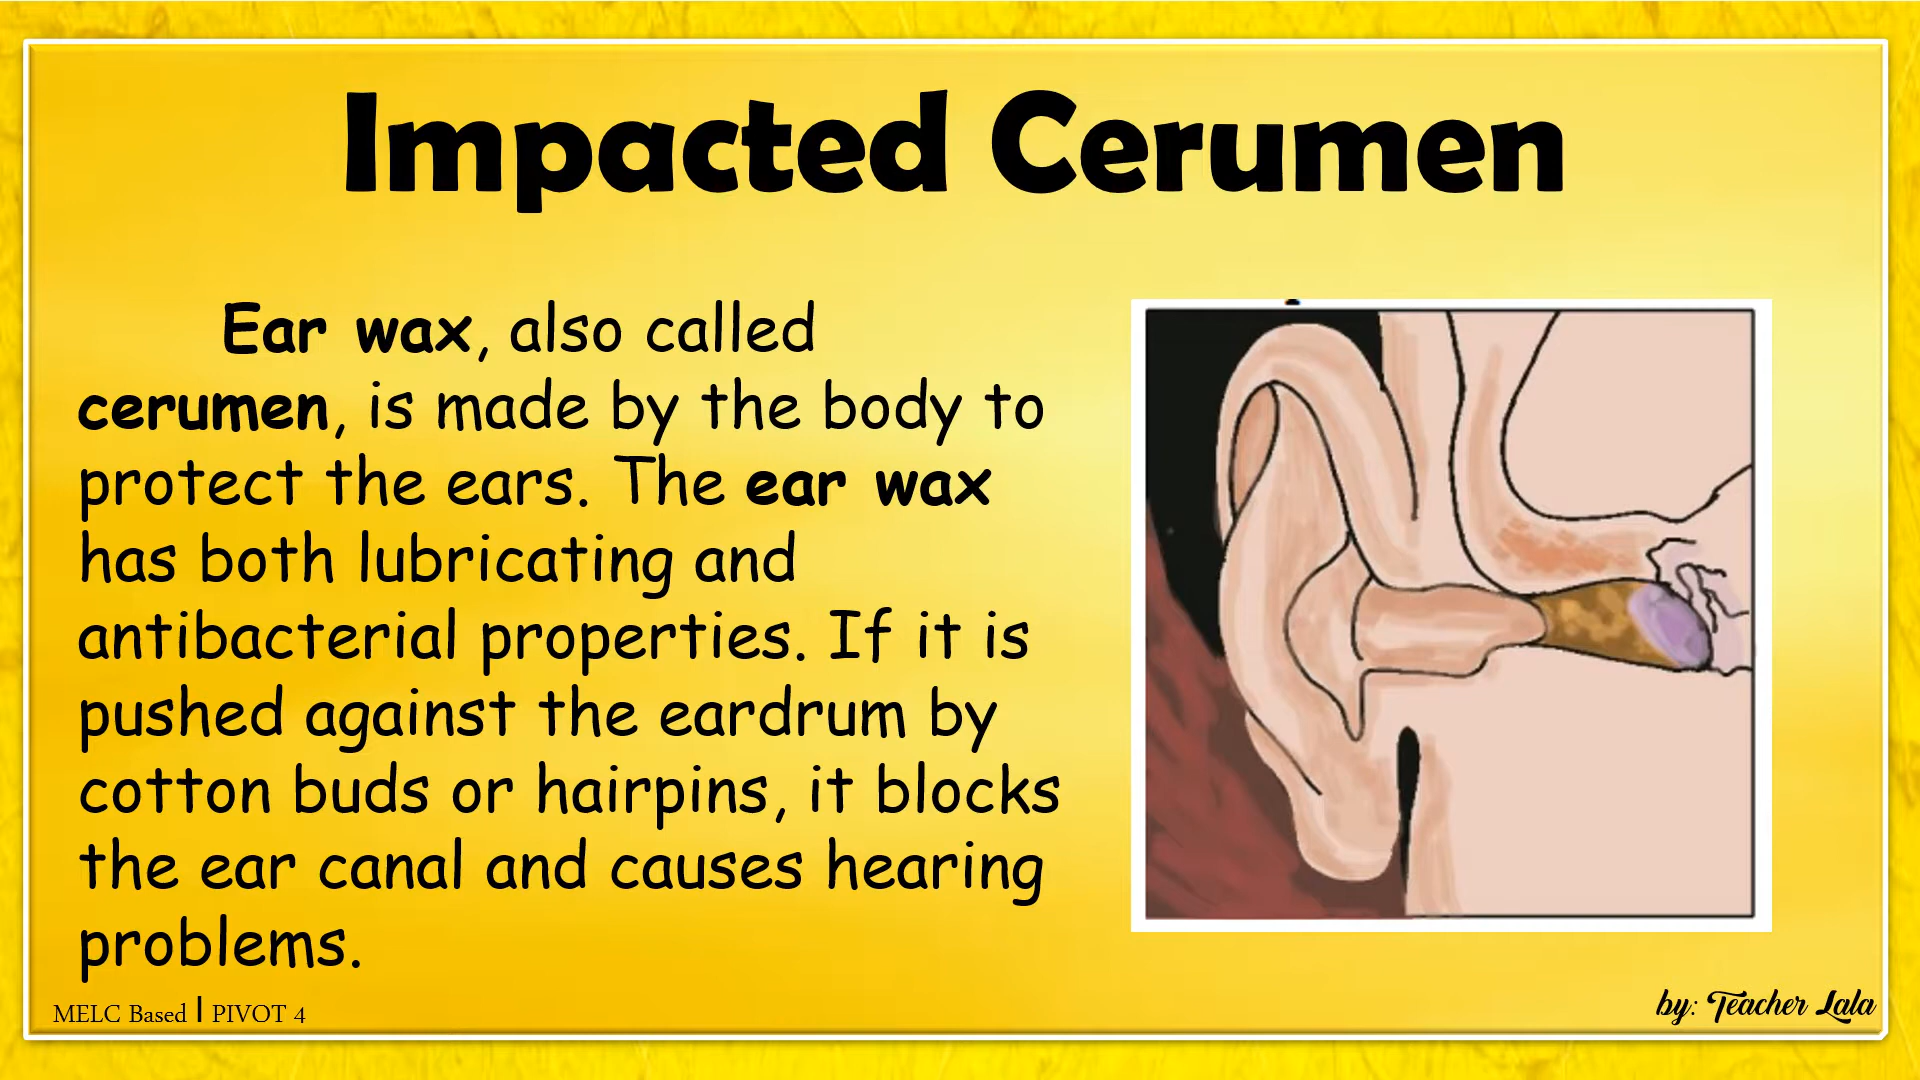 Impacted Cerumen
Ear wax, also called
cerumen, is made by the body to
protect the ears. The ear wax
has both lubricating and
antibacterial properties. If it is
pushed against the eardrum by
cotton buds or hairpins, it blocks
the ear canal and causes hearing
problems.
MELC Based | PIVOT 4
by: Teacher Lala